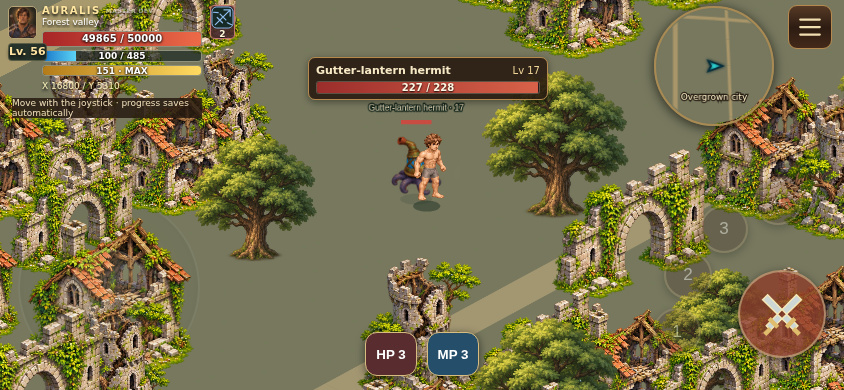 AURALIS
Forest valley
49865 / 50000
Lv. 56
100 / 485
151 · MAX
X 16800 / Y 5310
Move with the joystick · progress saves
automatically
2
Gutter-lantern hermit Lv 17
227 / 228
Gutter-lantern hermit · 17
Overgrown city
3
2
1
HP 3
MP 3